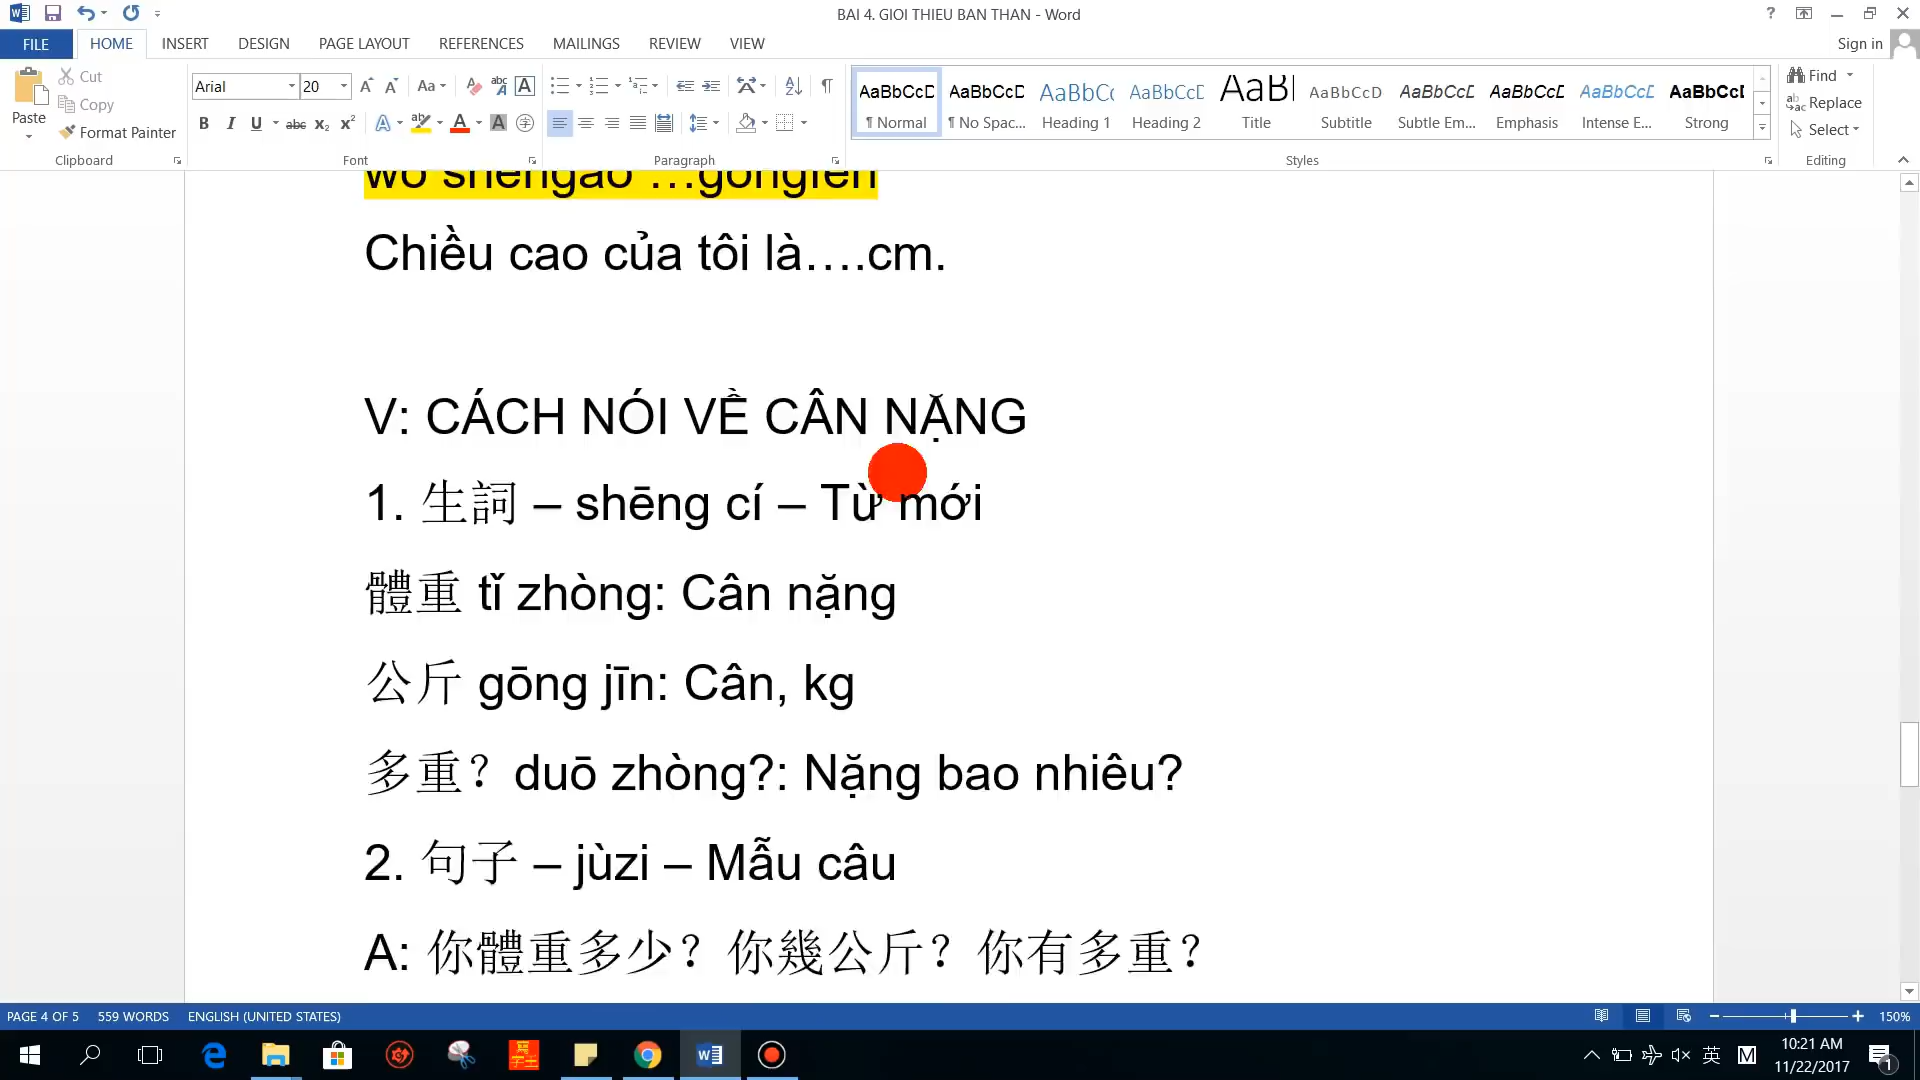 BAI 4. GIOI THIEU BAN THAN - Word
FILE HOME INSERT DESIGN PAGE LAYOUT REFERENCES MAILINGS REVIEW VIEW Sign in
Paste Cut Copy Format Painter
Clipboard
Arial 20
Font
Paragraph
AaBbCcD AaBbCcD AaBbCc AaBbCcD AaBl AaBbCcD AaBbCcD AaBbCcD AaBbCcD AaBbCcD
¶ Normal ¶ No Spac... Heading 1 Heading 2 Title Subtitle Subtle Em... Emphasis Intense E... Strong
Styles
Find Replace Select
Editing
Chiều cao của tôi là….cm.
V: CÁCH NÓI VỀ CÂN NẶNG
1. 生詞 – shēng cí – Từ mới
體重 tǐ zhòng: Cân nặng
公斤 gōng jīn: Cân, kg
多重？duō zhòng?: Nặng bao nhiêu?
2. 句子 – jùzi – Mẫu câu
A: 你體重多少？你幾公斤？你有多重？
PAGE 4 OF 5 559 WORDS ENGLISH (UNITED STATES) 150%
英 M 10:21 AM
11/22/2017 1